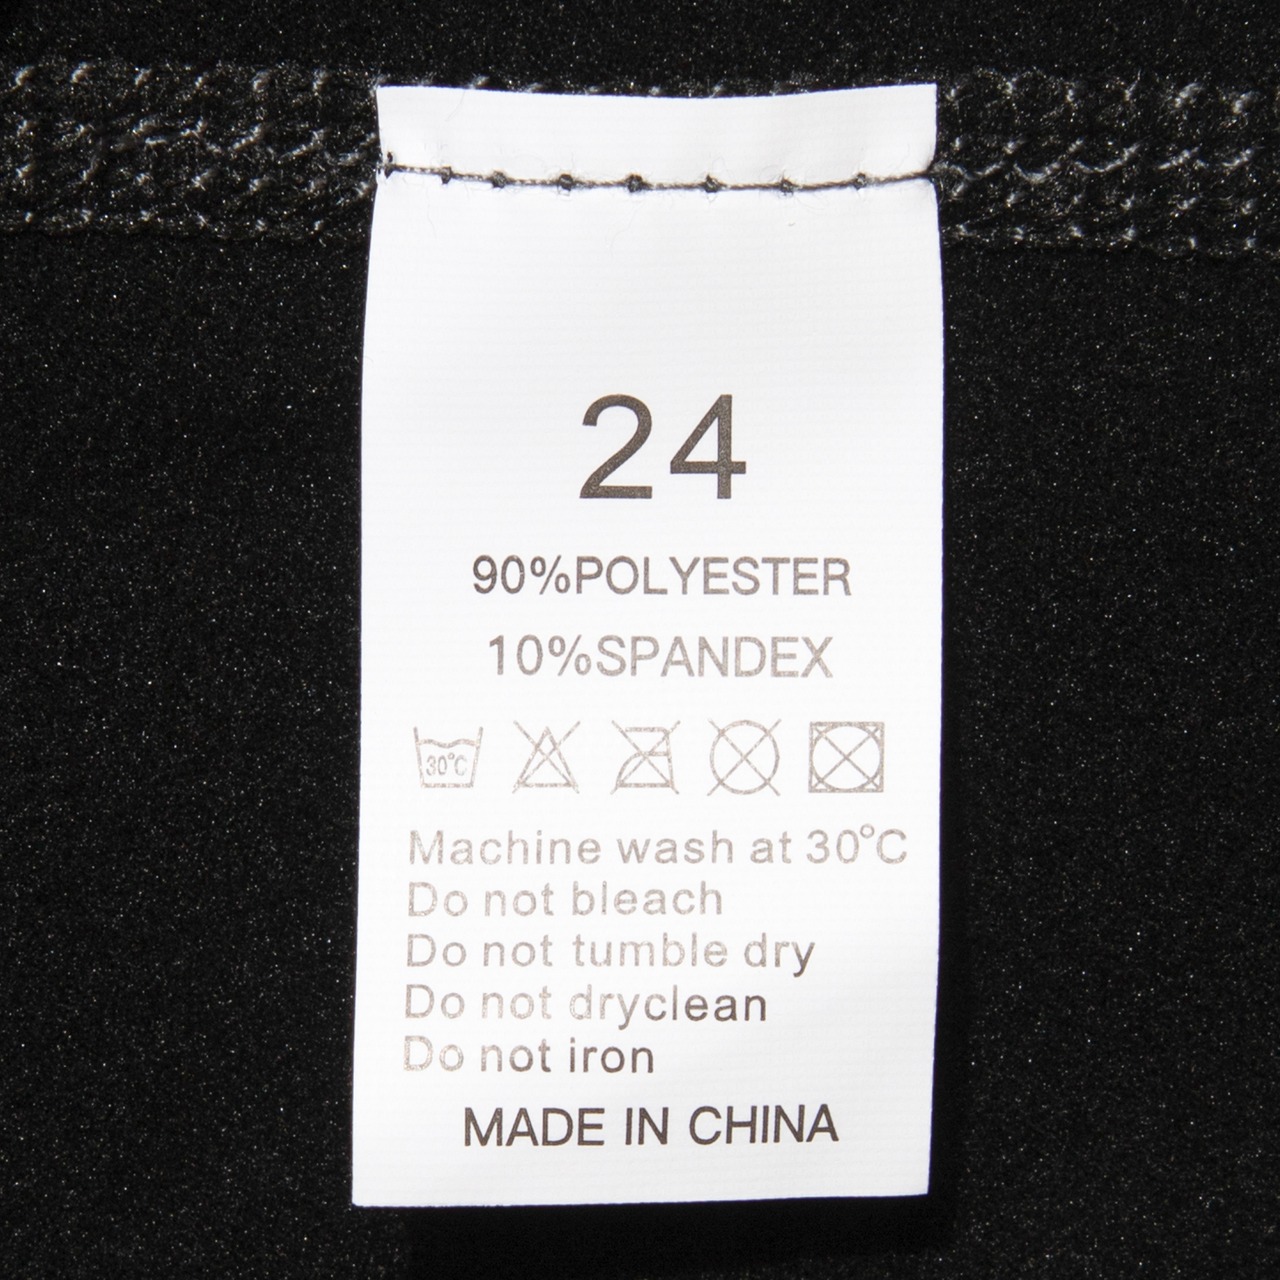 24
90%POLYESTER
10%SPANDEX
30°C
Machine wash at 30°C
Do not bleach
Do not tumble dry
Do not dryclean
Do not iron
MADE IN CHINA